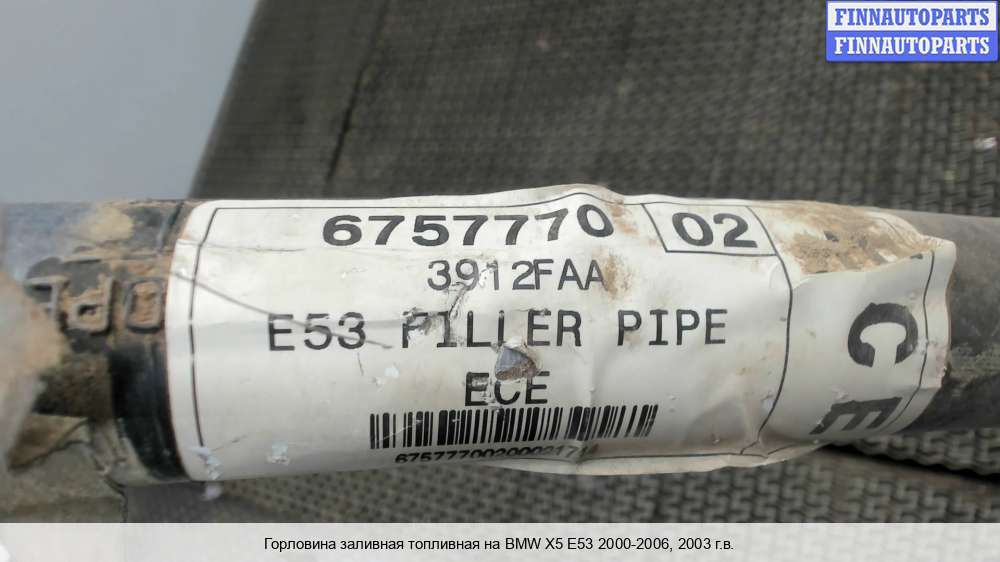 FINNAUTOPARTS
FINNAUTOPARTS
6757770 02
3912FAA
E53 FILLER PIPE
ECE
C E
Горловина заливная топливная на BMW X5 E53 2000-2006, 2003 г.в.